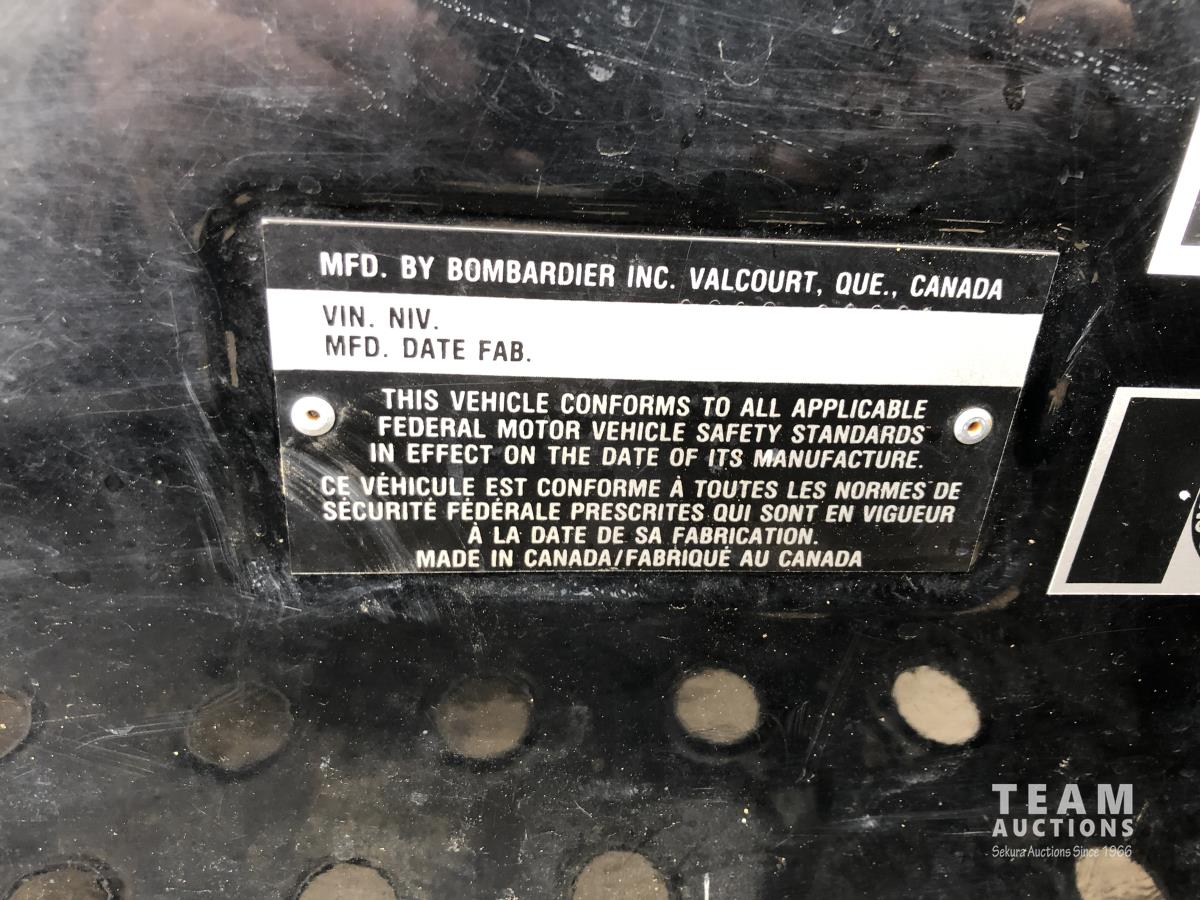 MFD. BY BOMBARDIER INC. VALCOURT, QUE., CANADA
VIN. NIV.
MFD. DATE FAB.
THIS VEHICLE CONFORMS TO ALL APPLICABLE
FEDERAL MOTOR VEHICLE SAFETY STANDARDS
IN EFFECT ON THE DATE OF ITS MANUFACTURE.
CE VÉHICULE EST CONFORME À TOUTES LES NORMES DE
SÉCURITÉ FÉDÉRALE PRESCRITES QUI SONT EN VIGUEUR
À LA DATE DE SA FABRICATION.
MADE IN CANADA/FABRIQUÉ AU CANADA
TEAM
AUCTIONS
Sekura Auctions Since 1966